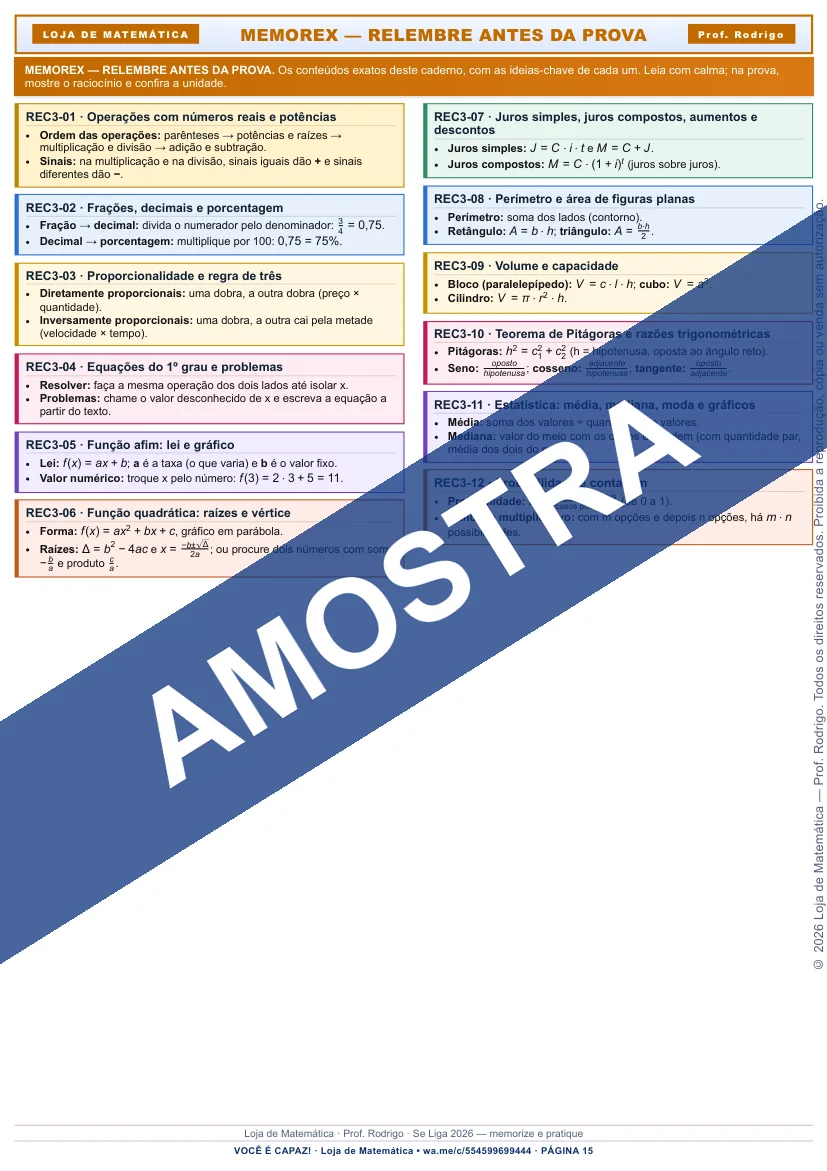 LOJA DE MATEMÁTICA
MEMOREX — RELEMBRE ANTES DA PROVA
Prof. Rodrigo
MEMOREX — RELEMBRE ANTES DA PROVA. Os conteúdos exatos deste caderno, com as ideias-chave de cada um. Leia com calma; na prova,
mostre o raciocínio e confira a unidade.
REC3-01 · Operações com números reais e potências
• Ordem das operações: parênteses → potências e raízes →
multiplicação e divisão → adição e subtração.
• Sinais: na multiplicação e na divisão, sinais iguais dão + e sinais
diferentes dão −.
REC3-02 · Frações, decimais e porcentagem
• Fração → decimal: divida o numerador pelo denominador: 3/4 = 0,75.
• Decimal → porcentagem: multiplique por 100: 0,75 = 75%.
REC3-03 · Proporcionalidade e regra de três
• Diretamente proporcionais: uma dobra, a outra dobra (preço ×
quantidade).
• Inversamente proporcionais: uma dobra, a outra cai pela metade
(velocidade × tempo).
REC3-04 · Equações do 1º grau e problemas
• Resolver: faça a mesma operação dos dois lados até isolar x.
• Problemas: chame o valor desconhecido de x e escreva a equação a
partir do texto.
REC3-05 · Função afim: lei e gráfico
• Lei: f(x) = ax + b; a é a taxa (o que varia) e b é o valor fixo.
• Valor numérico: troque x pelo número: f(3) = 2 · 3 + 5 = 11.
REC3-06 · Função quadrática: raízes e vértice
• Forma: f(x) = ax² + bx + c, gráfico em parábola.
• Raízes: Δ = b² − 4ac e x = −b±√Δ/2a; ou procure dois números com som
−b/a e produto c/a.
REC3-07 · Juros simples, juros compostos, aumentos e
descontos
• Juros simples: J = C · i · t e M = C + J.
• Juros compostos: M = C · (1 + i)ᵗ (juros sobre juros).
REC3-08 · Perímetro e área de figuras planas
• Perímetro: soma dos lados (contorno).
• Retângulo: A = b · h; triângulo: A = b·h/2.
REC3-09 · Volume e capacidade
• Bloco (paralelepípedo): V = c · l · h; cubo: V = a³.
• Cilindro: V = π · r² · h.
REC3-10 · Teorema de Pitágoras e razões trigonométricas
• Pitágoras: h² = c₁² + c₂² (h = hipotenusa, oposta ao ângulo reto).
• Seno: oposto/hipotenusa; cosseno: adjacente/hipotenusa; tangente: oposto/adjacente.
REC3-11 · Estatística: média, mediana, moda e gráficos
• Média: soma dos valores ÷ valores.
• Mediana: valor do meio com os (com quantidade par,
média dos dois do
REC3-12
0 a 1).
com m opções e depois n opções, há m · n
AMOSTRA
© 2026 Loja de Matemática — Prof. Rodrigo. Todos os direitos reservados. Proibida a reprodução, cópia ou venda sem autorização.
Loja de Matemática · Prof. Rodrigo · Se Liga 2026 — memorize e pratique
VOCÊ É CAPAZ! · Loja de Matemática • wa.me/c/554599699444 · PÁGINA 15